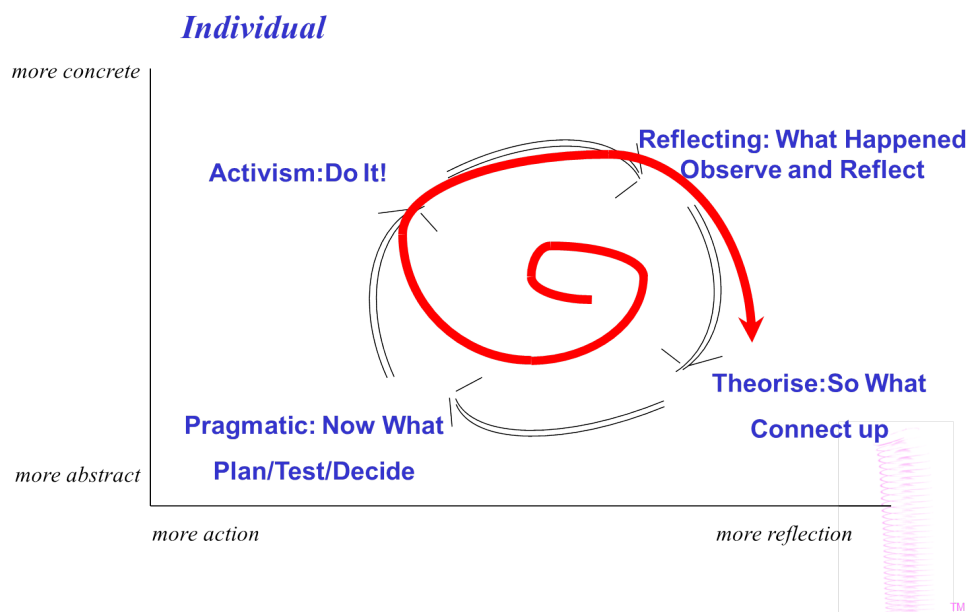 Individual
more concrete
Reflecting: What Happened
Observe and Reflect
Activism:Do It!
Theorise:So What
Connect up
Pragmatic: Now What
Plan/Test/Decide
more abstract
more action
more reflection
TM